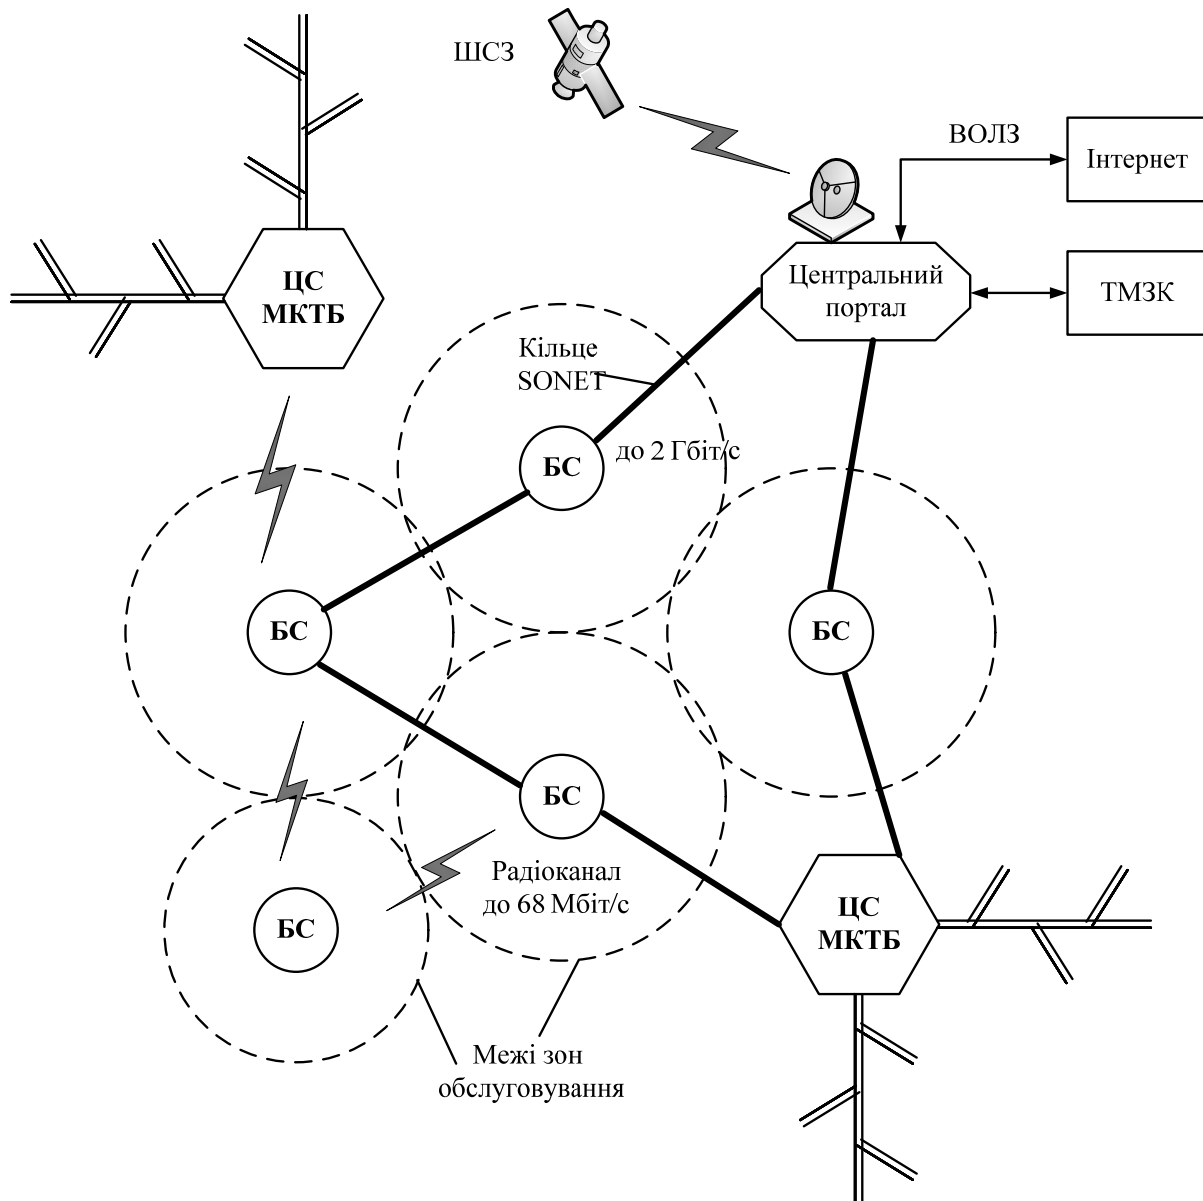 ШСЗ
ВОЛЗ
Інтернет
ЦС
МКТБ
Центральний
портал
ТМЗК
Кільце
SONET
БС
до 2 Гбіт/с
БС
БС
БС
Радіоканал
до 68 Мбіт/с
БС
ЦС
МКТБ
Межі зон
обслуговування